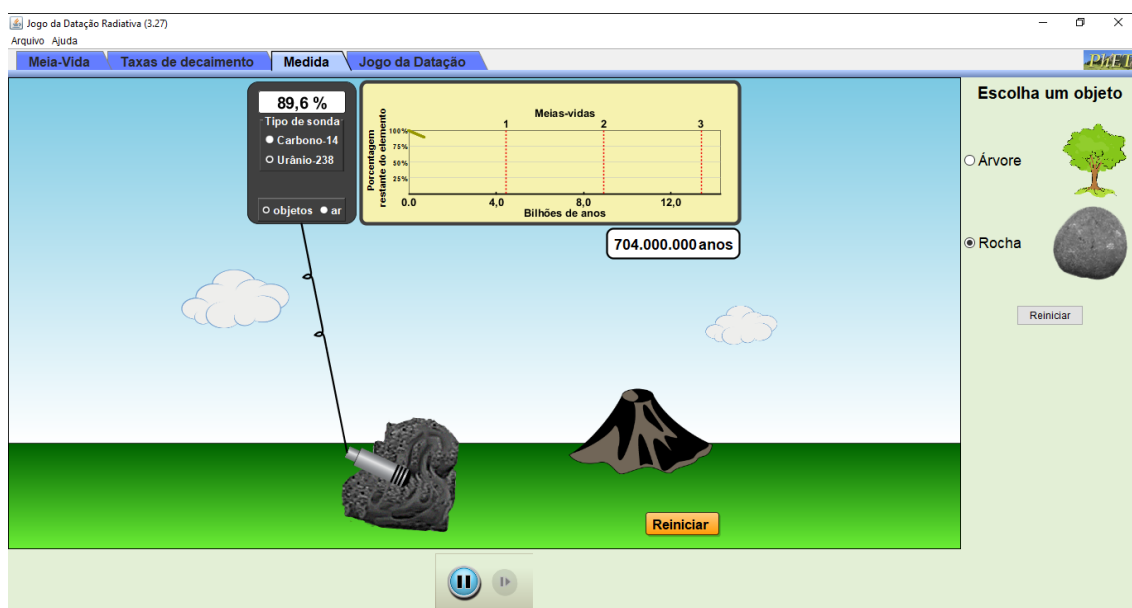 Jogo da Datação Radiativa (3.27)
Arquivo Ajuda
Meia-Vida Taxas de decaimento Medida Jogo da Datação
PhET
89,6 %
Tipo de sonda
Carbono-14
Urânio-238
objetos ar
Porcentagem
restante do elemento
Meias-vidas
1 2 3
100%
75%
50%
25%
0.0 4,0 8,0 12,0
Bilhões de anos
704.000.000 anos
Escolha um objeto
Árvore
Rocha
Reiniciar
Reiniciar